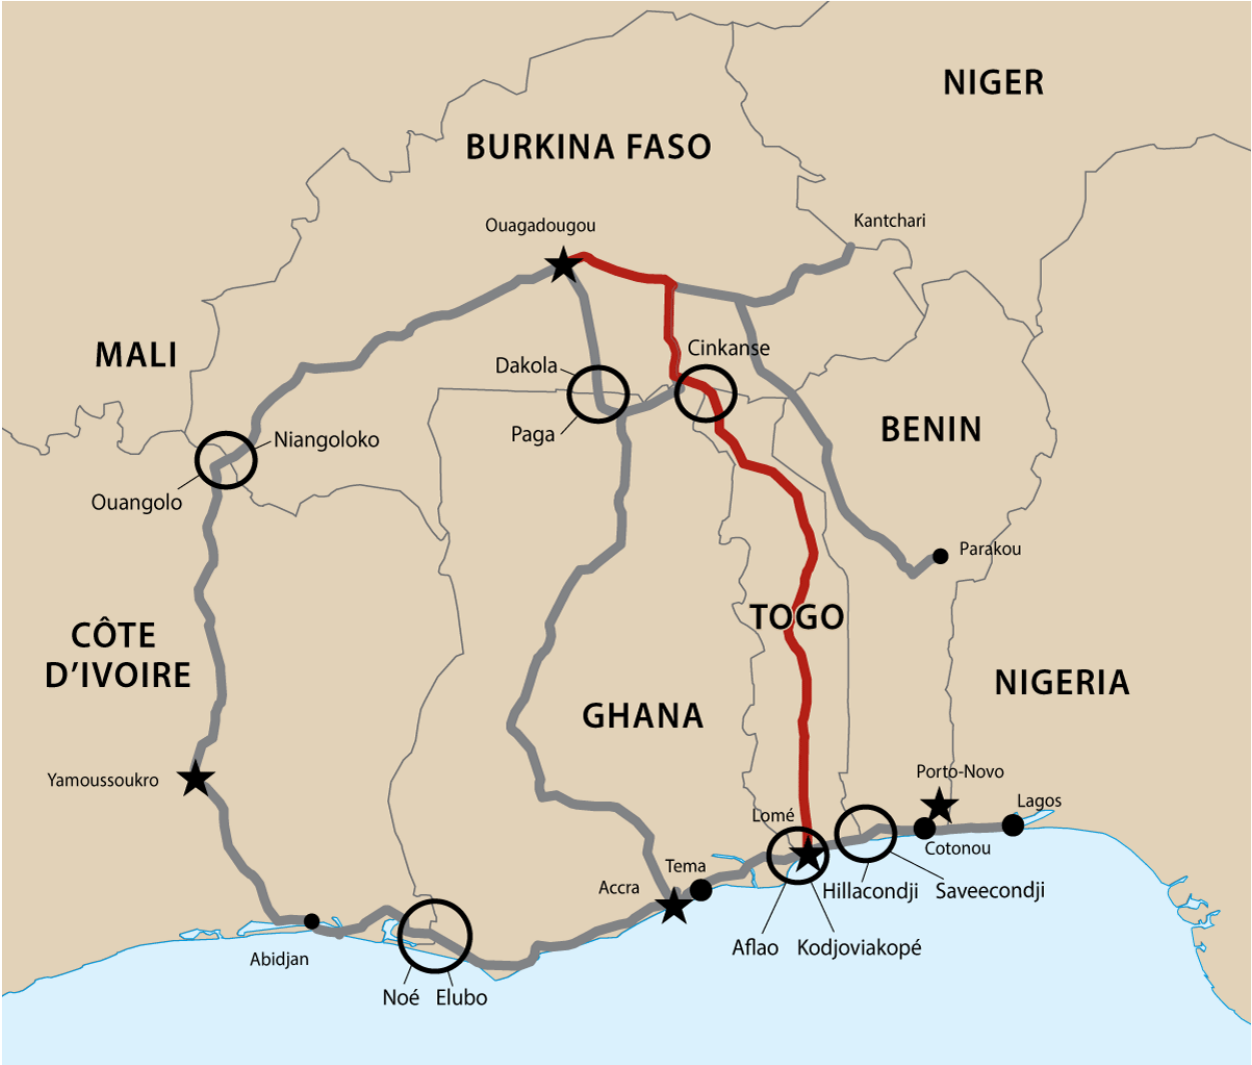 NIGER
BURKINA FASO
Kantchari
Ouagadougou
Cinkanse
MALI
Dakola
BENIN
Paga
Niangoloko
Ouangolo
Parakou
TOGO
CÔTE
D'IVOIRE
NIGERIA
GHANA
Porto-Novo
Yamoussoukro
Lagos
Lomé
Cotonou
Tema
Accra
Hillacondji
Saveecondji
Aflao
Kodjoviakopé
Abidjan
Noé
Elubo